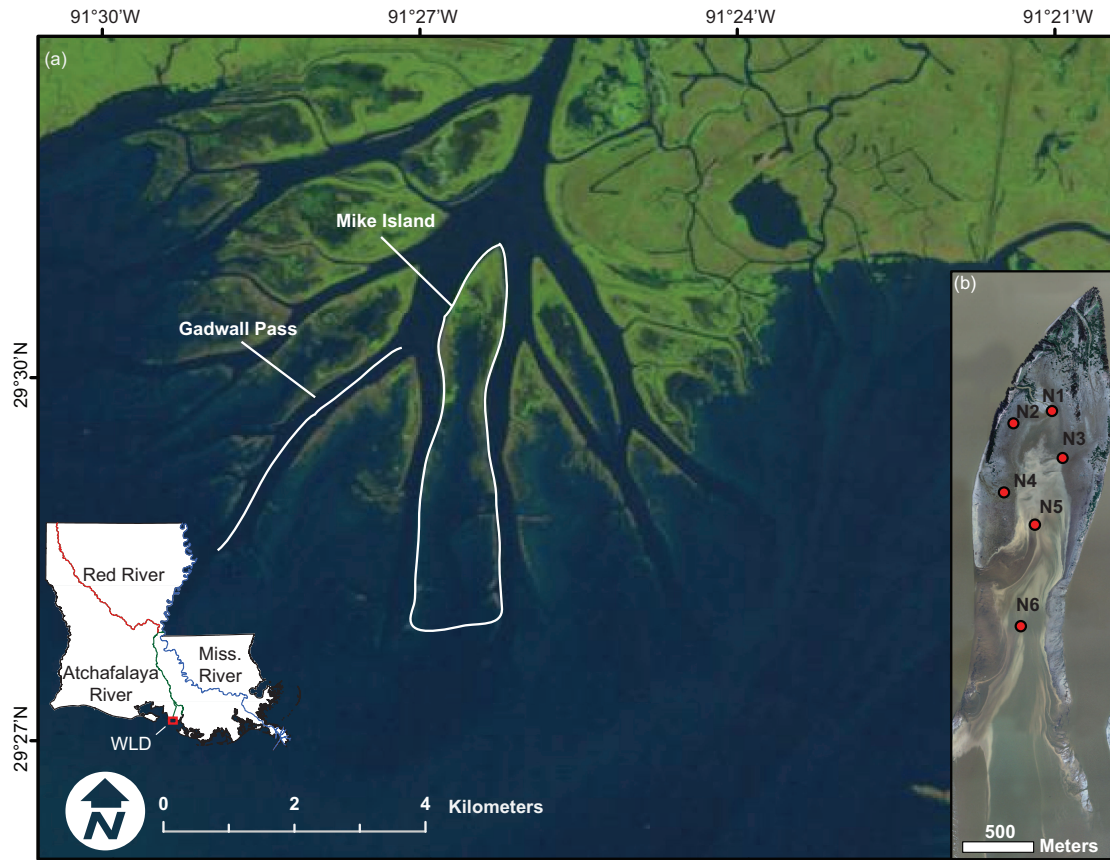 91°30'W 91°27'W 91°24'W 91°21'W
(a)
Mike Island
Gadwall Pass
29°30'N
29°27'N
Red River
Atchafalaya
River
Miss.
River
WLD
N
0 2 4 Kilometers
(b)
N1
N2
N3
N4
N5
N6
500
Meters